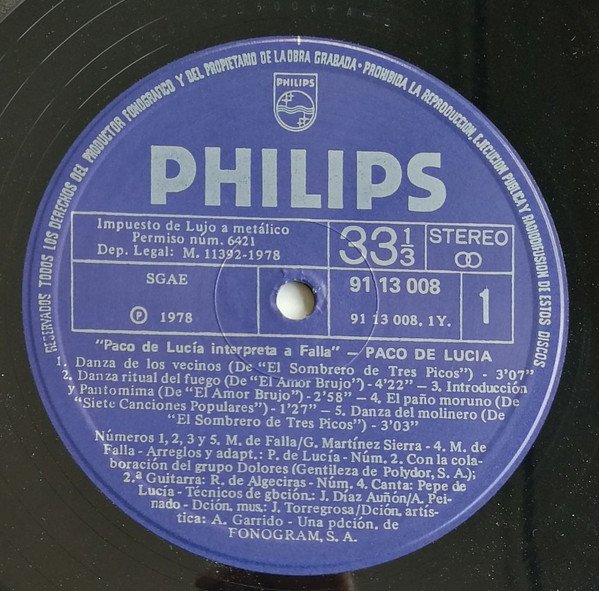 RESERVADOS TODOS LOS DERECHOS DEL PRODUCTOR FONOGRAFICO Y DEL PROPIETARIO DE LA OBRA GRABADA · PROHIBIDA LA REPRODUCCION, EJECUCION PUBLICA Y RADIODIFUSION DE ESTOS DISCOS
PHILIPS
PHILIPS
Impuesto de Lujo a metálico
Permiso núm. 6421
Dep. Legal: M. 11392-1978
33 1/3
STEREO
SGAE
91 13 008
1
Ⓟ 1978
91 13 008. 1Y.
"Paco de Lucía interpreta a Falla" – PACO DE LUCIA
1. Danza de los vecinos (De "El Sombrero de Tres Picos") - 3'07"
2. Danza ritual del fuego (De "El Amor Brujo") - 4'22" – 3. Introducción
y Pantomima (De "El Amor Brujo") - 2'58" – 4. El paño moruno (De
"Siete Canciones Populares") - 1'27" – 5. Danza del molinero (De
"El Sombrero de Tres Picos") - 3'03"
Números 1, 2, 3 y 5. M. de Falla/G. Martínez Sierra - 4. M. de
Falla - Arreglos y adapt.: P. de Lucía - Núm. 2. Con la cola-
boración del grupo Dolores (Gentileza de Polydor, S. A.);
2.ª Guitarra: R. de Algeciras - Núm. 4. Canta: Pepe de
Lucía - Técnicos de gbción.: J. Díaz Auñón/A. Pei-
nado - Dción. mus.: J. Torregrosa/Dción. artís-
tica: A. Garrido - Una pdción. de
FONOGRAM, S. A.